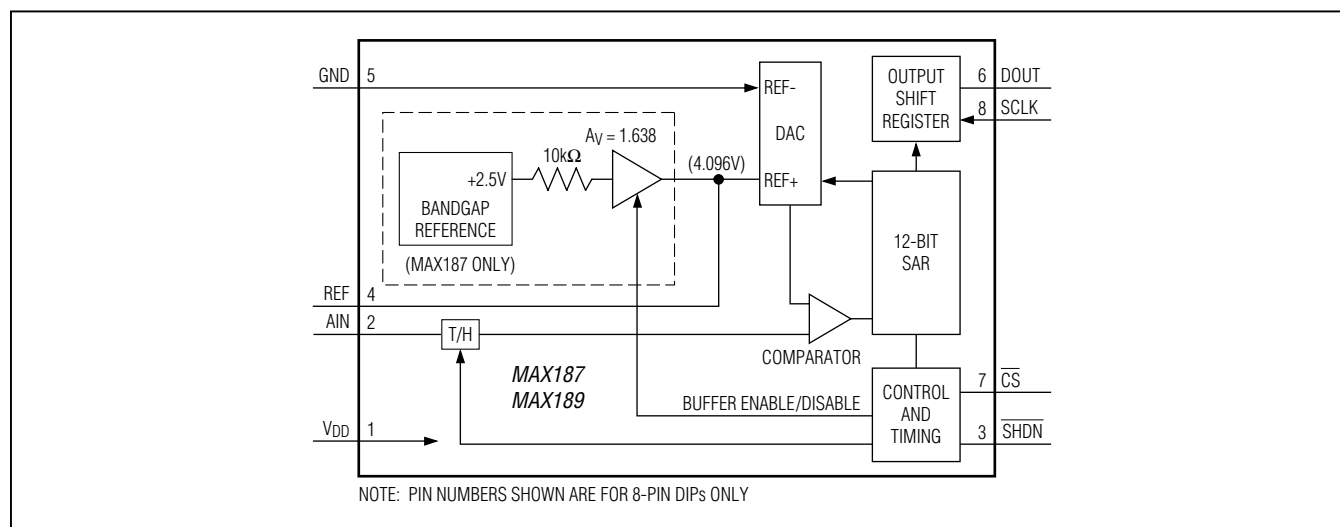 GND 5
REF-
DAC
REF+
OUTPUT
SHIFT
REGISTER
6 DOUT
8 SCLK
AV = 1.638
10kΩ
(4.096V)
+2.5V
BANDGAP
REFERENCE
(MAX187 ONLY)
12-BIT
SAR
REF 4
AIN 2
T/H
COMPARATOR
MAX187
MAX189
BUFFER ENABLE/DISABLE
CONTROL
AND
TIMING
7 C̅S̅
3 S̅H̅D̅N̅
VDD 1
NOTE: PIN NUMBERS SHOWN ARE FOR 8-PIN DIPs ONLY